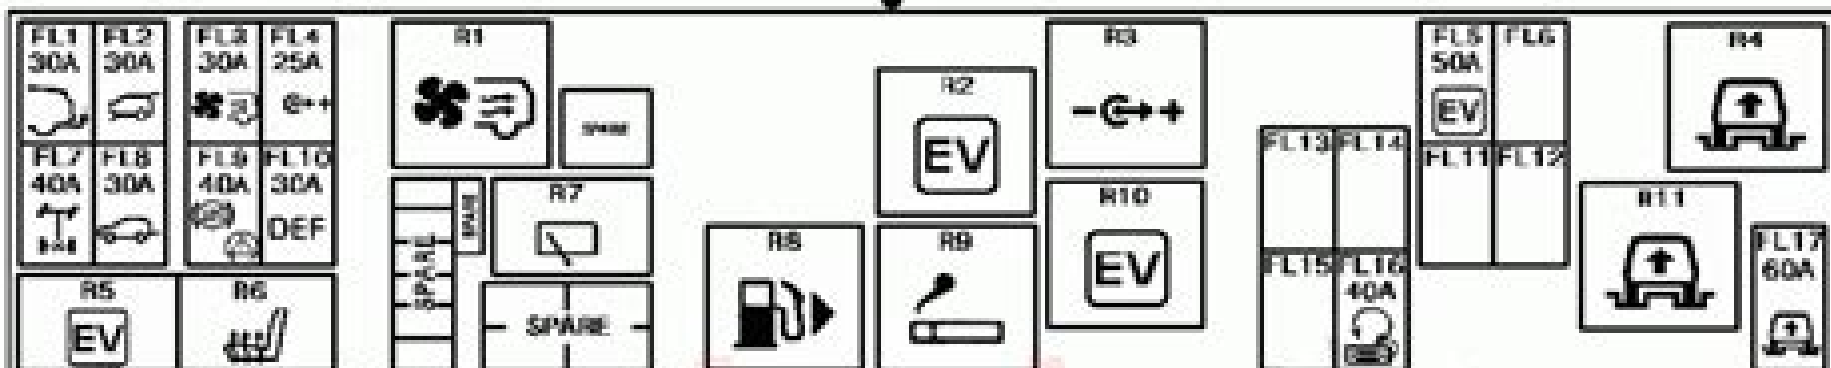 FL1 FL2 FL3 FL4 R1 R3 FL5 FL6 R4
30A 30A 30A 25A 50A
R2
EV
SPARE
EV
FL13 FL14
FL7 FL8 FL9 FL10 FL11 FL12
40A 30A 40A 30A
R7 R10 R11
SPARE
DEF
R8 R9
EV
FL17
SPARE
FL15 FL16
60A
R5 R6
40A
EV
SPARE